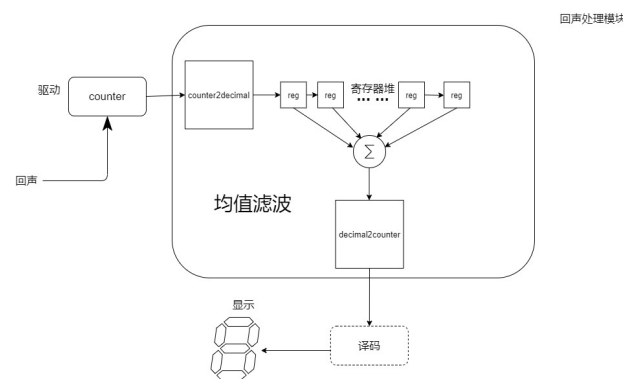 回声处理模块
驱动
counter
counter2decimal
reg
reg
寄存器堆
... ...
reg
reg
回声
Σ
均值滤波
decimal2counter
显示
译码